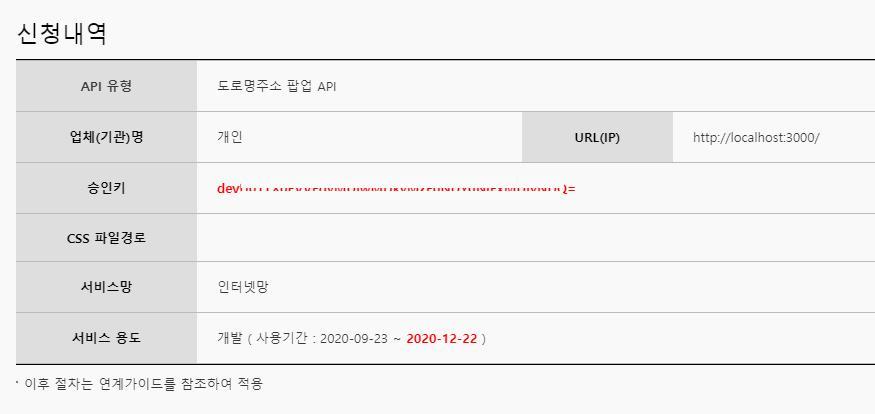 신청내역
API 유형 도로명주소 팝업 API
업체(기관)명 개인 URL(IP) http://localhost:3000/
승인키
CSS 파일경로
서비스망 인터넷망
서비스 용도 개발 ( 사용기간 : 2020-09-23 ~ 2020-12-22 )
· 이후 절차는 연계가이드를 참조하여 적용